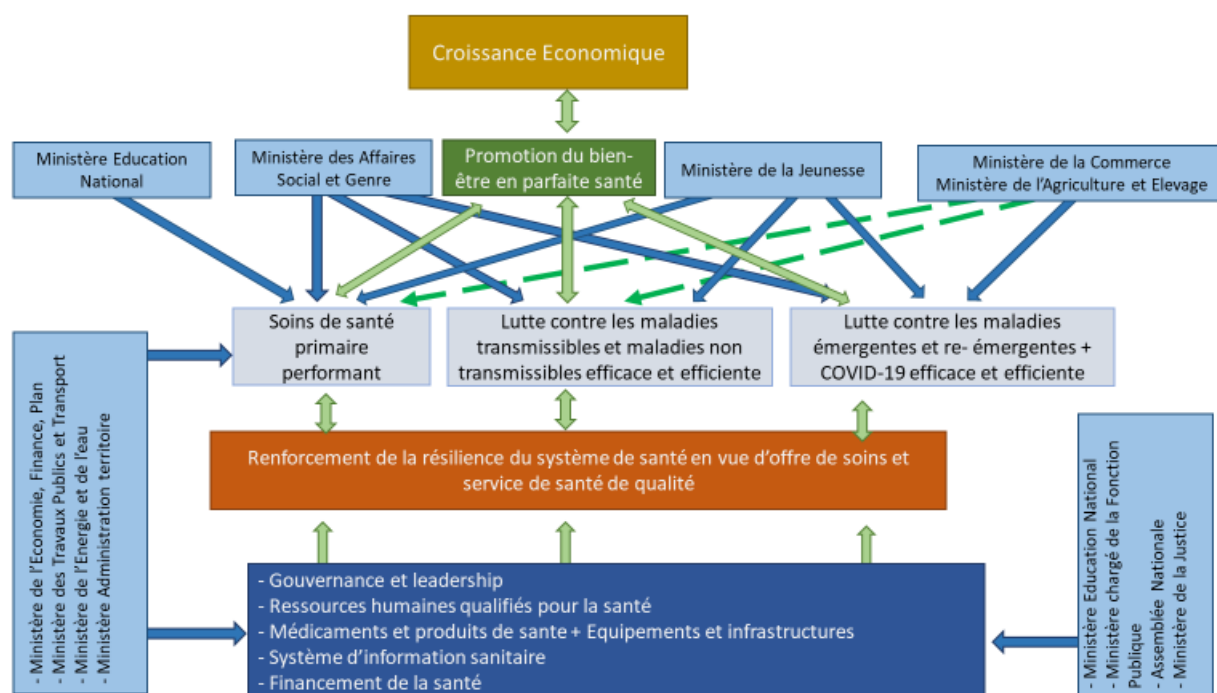 Croissance Economique
Ministère Education
National
Ministère des Affaires
Social et Genre
Promotion du bien-
être en parfaite santé
Ministère de la Jeunesse
Ministère de la Commerce
Ministère de l'Agriculture et Elevage
Soins de santé
primaire
performant
Lutte contre les maladies
transmissibles et maladies non
transmissibles efficace et efficiente
Lutte contre les maladies
émergentes et re- émergentes +
COVID-19 efficace et efficiente
- Ministère de l'Economie, Finance, Plan
- Ministère des Travaux Publics et Transport
- Ministère de l'Energie et de l'eau
- Ministère Administration territoire
Renforcement de la résilience du système de santé en vue d'offre de soins et
service de santé de qualité
- Gouvernance et leadership
- Ressources humaines qualifiés pour la santé
- Médicaments et produits de sante + Equipements et infrastructures
- Système d'information sanitaire
- Financement de la santé
- Ministère Education National
- Ministère chargé de la Fonction
Publique
- Assemblée Nationale
- Ministère de la Justice